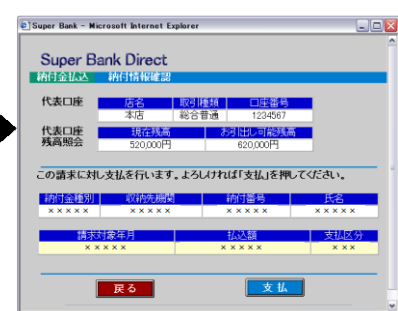 Super Bank - Microsoft Internet Explorer
Super Bank Direct
納付金払込 納付情報確認
代表口座 店名 取引種類 口座番号
本店 総合普通 1234567
代表口座 残高照会 現在残高 お引出し可能残高
520,000円 620,000円
この請求に対し支払を行います。よろしければ「支払」を押してください。
納付金種別 収納先機関 納付番号 氏名
××××× ××××× ××××× ×××××
請求対象年月 払込額 支払区分
××××× ××××× ×××
戻る 支払